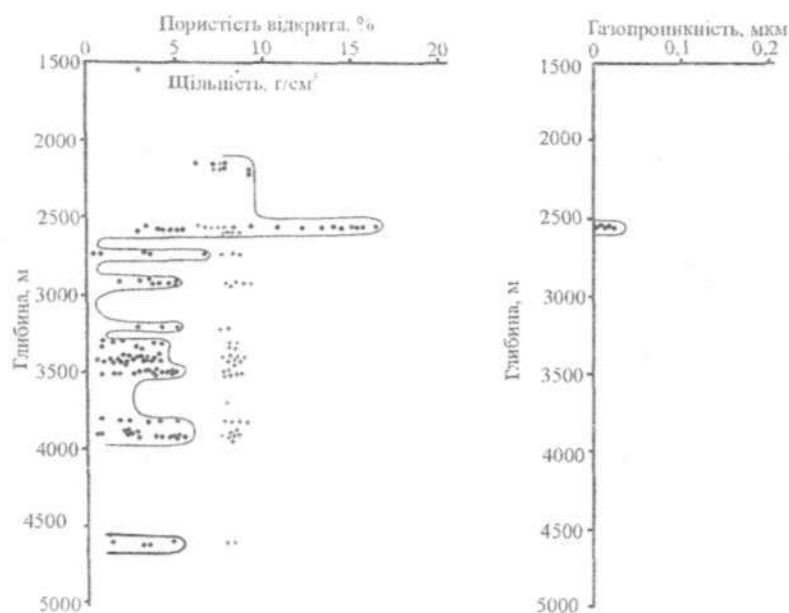 Пористість відкрита, %
0 5 10 15 20
1500
Щільність, г/см³
2000
2500
3000
3500
4000
4500
5000
Глибина, м
Газопроникність, мкм
0 0,1 0,2
1500
2000
2500
3000
3500
4000
4500
5000
Глибина, м